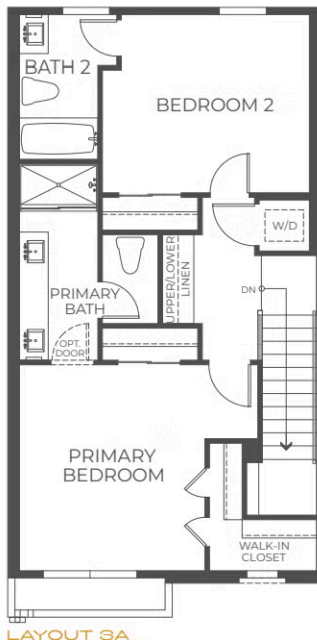 BATH 2
BEDROOM 2
W/D
UPPER/LOWER
LINEN
DN
PRIMARY
BATH
OPT.
DOOR
PRIMARY
BEDROOM
WALK-IN
CLOSET
LAYOUT 3A